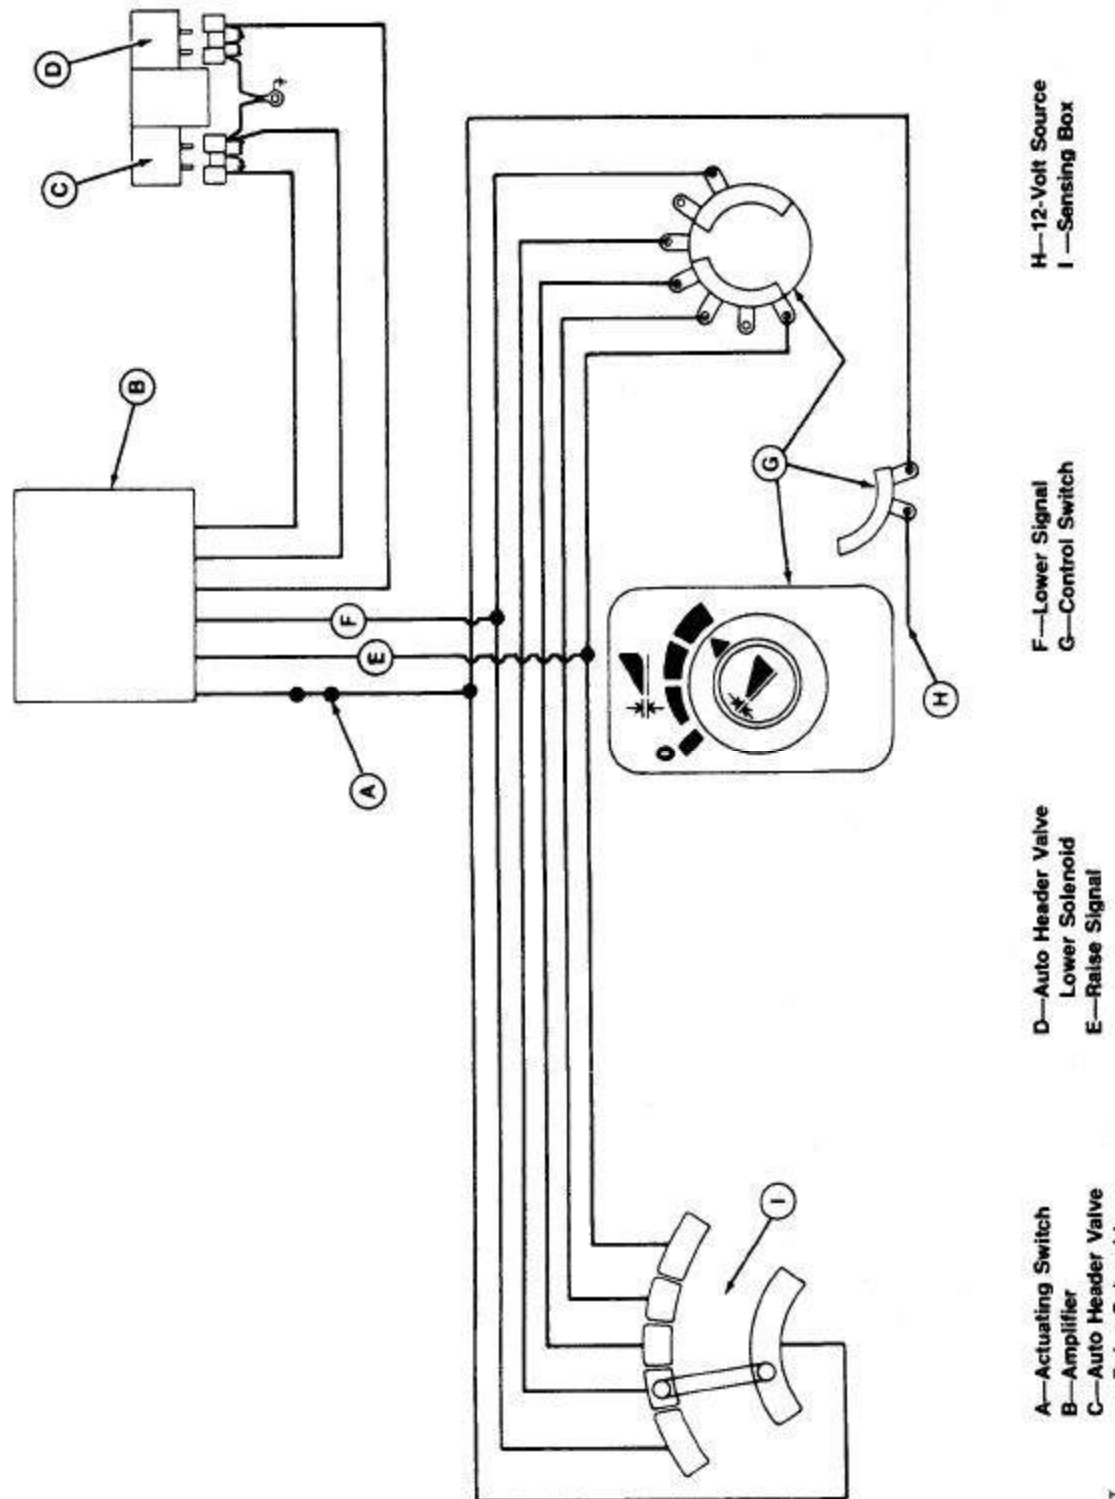 D
C
B
F
E
A
G
H
I
0
A—Actuating Switch
B—Amplifier
C—Auto Header Valve
D—Auto Header Valve
Lower Solenoid
E—Raise Signal
F—Lower Signal
G—Control Switch
H—12-Volt Source
I—Sensing Box